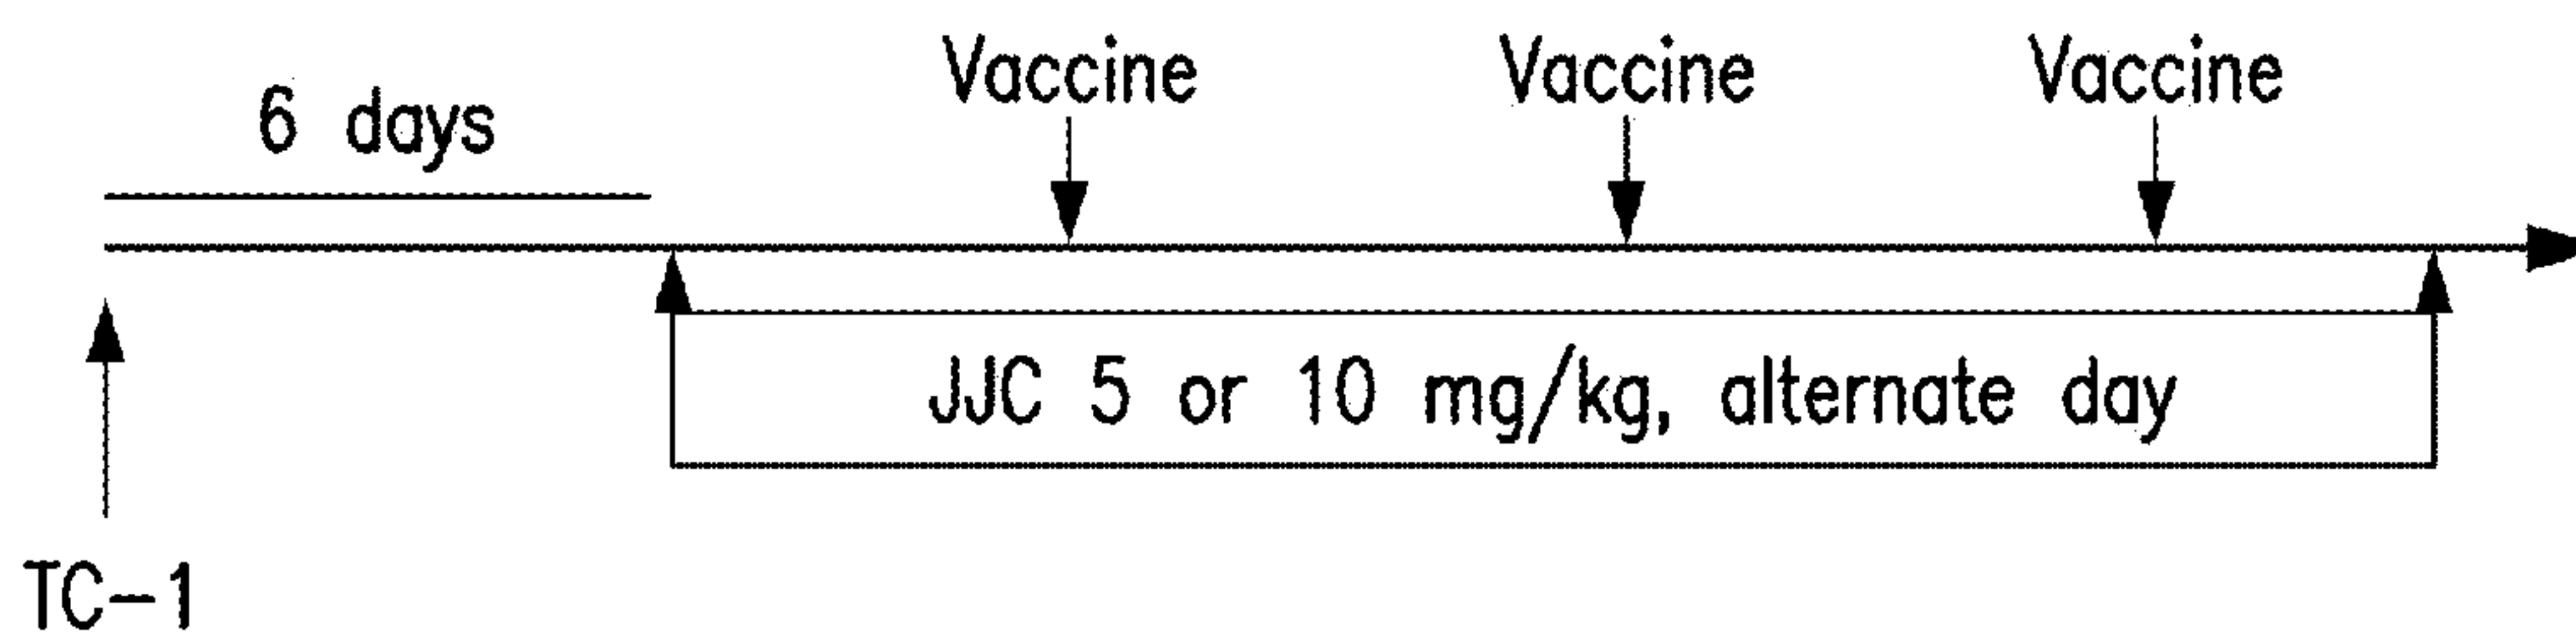 Vaccine Vaccine Vaccine
6 days
JJC 5 or 10 mg/kg, alternate day
TC-1